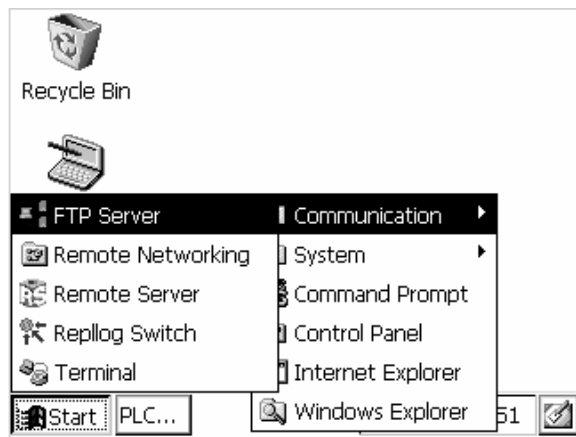 Recycle Bin
FTP Server
Remote Networking
Remote Server
Repllog Switch
Terminal
Communication
System
Command Prompt
Control Panel
Internet Explorer
Windows Explorer
Start
PLC...
51